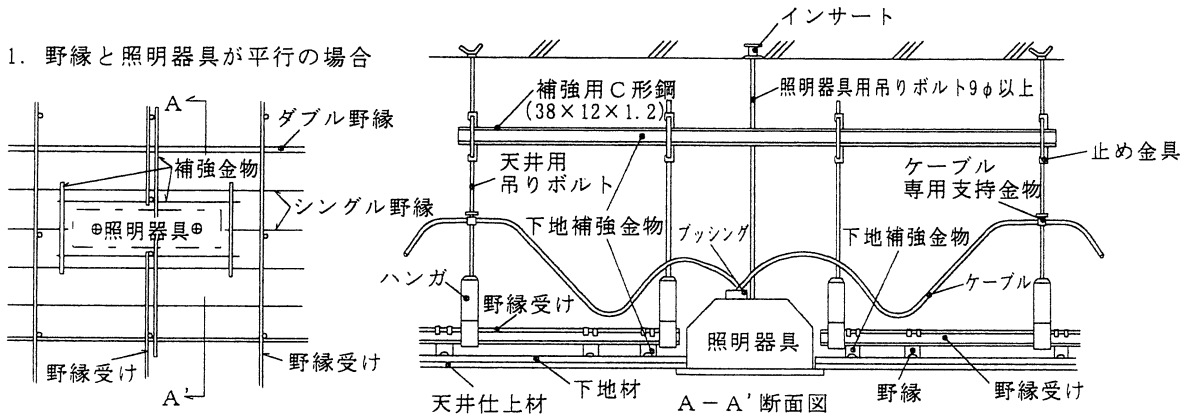 1. 野縁と照明器具が平行の場合
A
ダブル野縁
補強金物
シングル野縁
照明器具
野縁受け
野縁受け
A'
インサート
補強用C形鋼
(38×12×1.2)
照明器具用吊りボルト9φ以上
天井用
吊りボルト
止め金具
ケーブル
専用支持金物
下地補強金物
ブッシング
下地補強金物
ハンガ
野縁受け
ケーブル
照明器具
天井仕上材
下地材
野縁
野縁受け
A-A'断面図